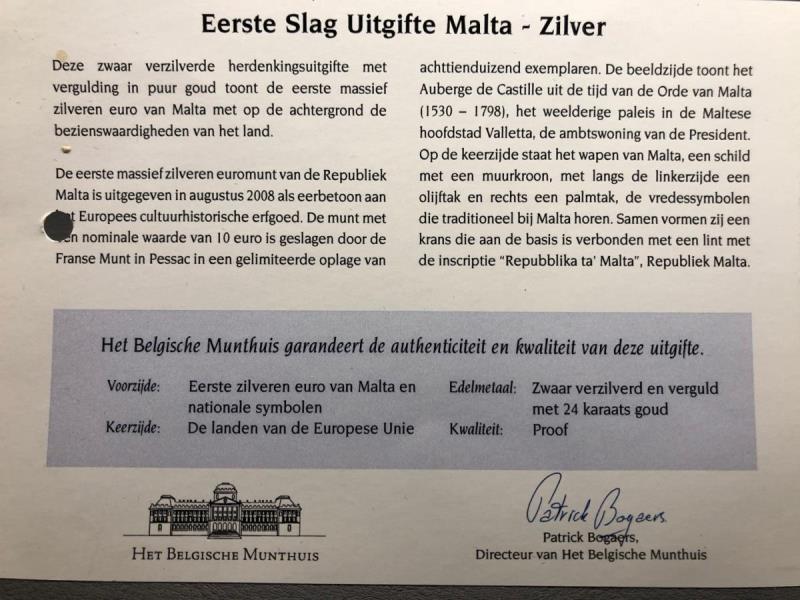 Eerste Slag Uitgifte Malta - Zilver
Deze zwaar verzilverde herdenkingsuitgifte met
vergulding in puur goud toont de eerste massief
zilveren euro van Malta met op de achtergrond de
bezienswaardigheden van het land.
De eerste massief zilveren euromunt van de Republiek
Malta is uitgegeven in augustus 2008 als eerbetoon aan
het Europees cultuurhistorische erfgoed. De munt met
een nominale waarde van 10 euro is geslagen door de
Franse Munt in Pessac in een gelimiteerde oplage van
achttienduizend exemplaren. De beeldzijde toont het
Auberge de Castille uit de tijd van de Orde van Malta
(1530 – 1798), het weelderige paleis in de Maltese
hoofdstad Valletta, de ambtswoning van de President.
Op de keerzijde staat het wapen van Malta, een schild
met een muurkroon, met langs de linkerzijde een
olijftak en rechts een palmtak, de vredessymbolen
die traditioneel bij Malta horen. Samen vormen zij een
krans die aan de basis is verbonden met een lint met
de inscriptie “Repubblika ta’ Malta”, Republiek Malta.
Het Belgische Munthuis garandeert de authenticiteit en kwaliteit van deze uitgifte.
Voorzijde: Eerste zilveren euro van Malta en
nationale symbolen
Keerzijde: De landen van de Europese Unie
Edelmetaal: Zwaar verzilverd en verguld
met 24 karaats goud
Kwaliteit: Proof
Het Belgische Munthuis
Patrick Bogaers
Patrick Bogaers,
Directeur van Het Belgische Munthuis